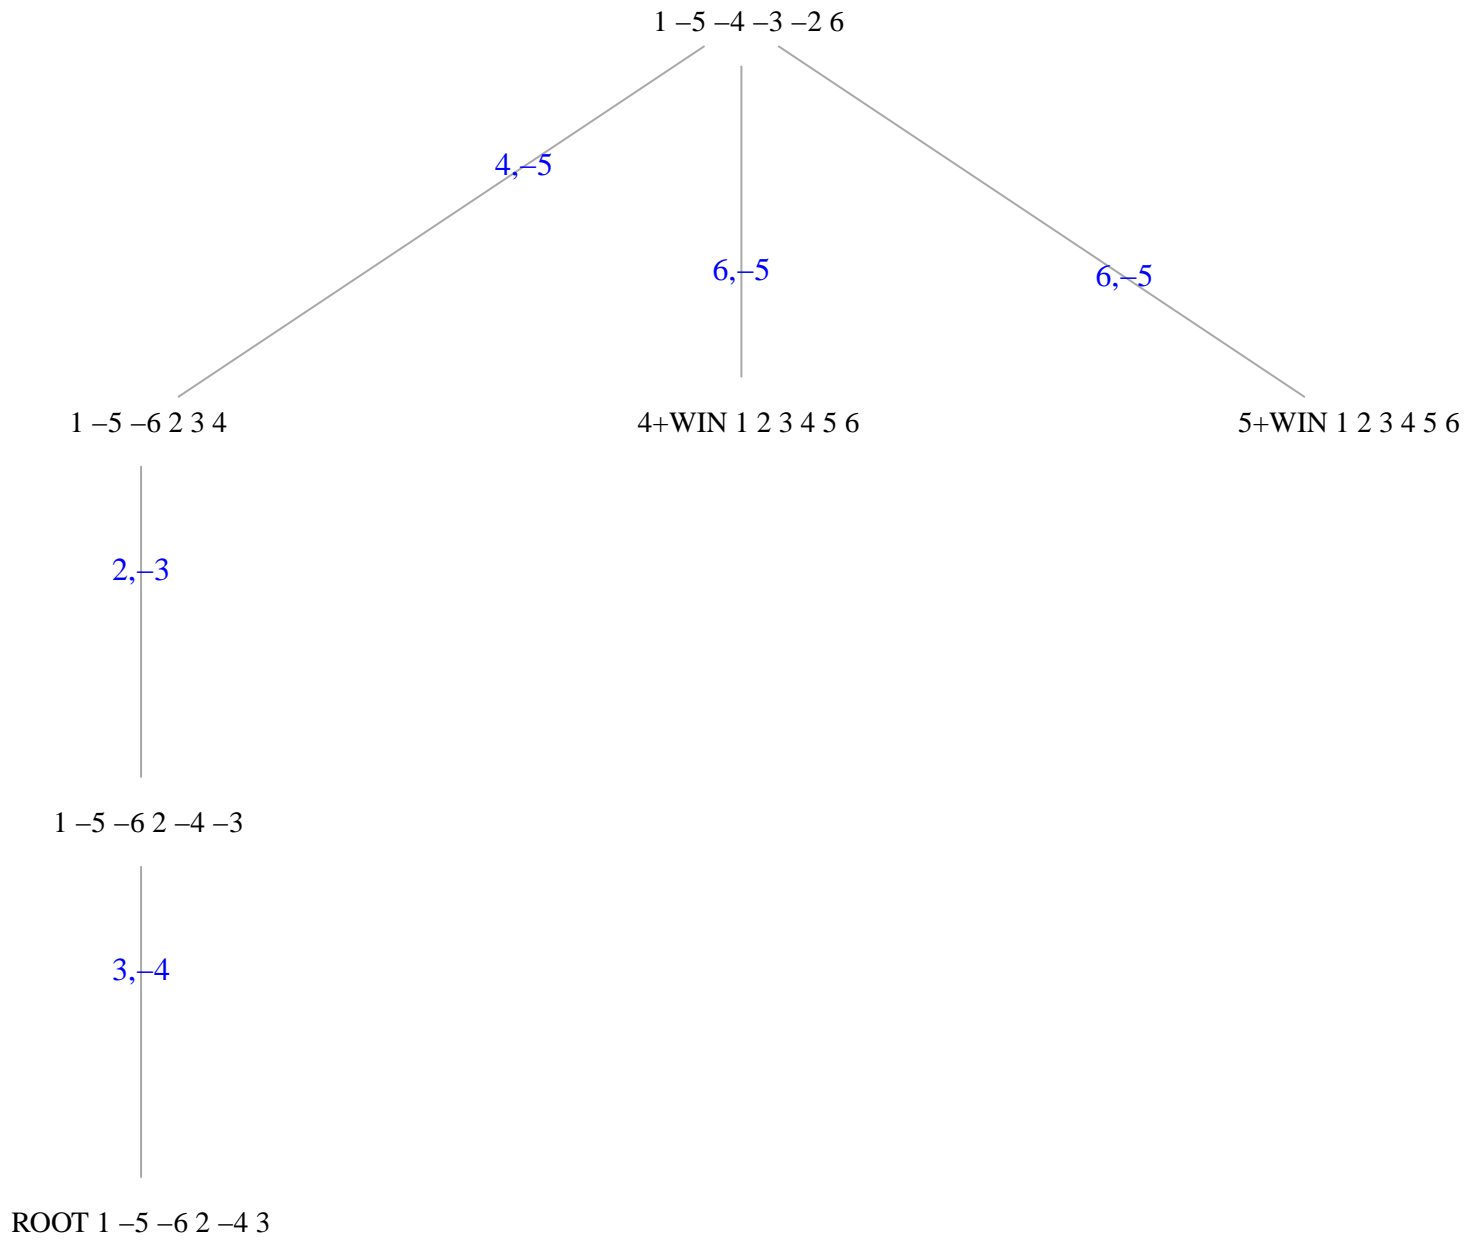 1 –5 –4 –3 –2 6
4,–5
6,–5
6,–5
1 –5 –6 2 3 4
4+WIN 1 2 3 4 5 6
5+WIN 1 2 3 4 5 6
2,–3
1 –5 –6 2 –4 –3
3,–4
ROOT 1 –5 –6 2 –4 3